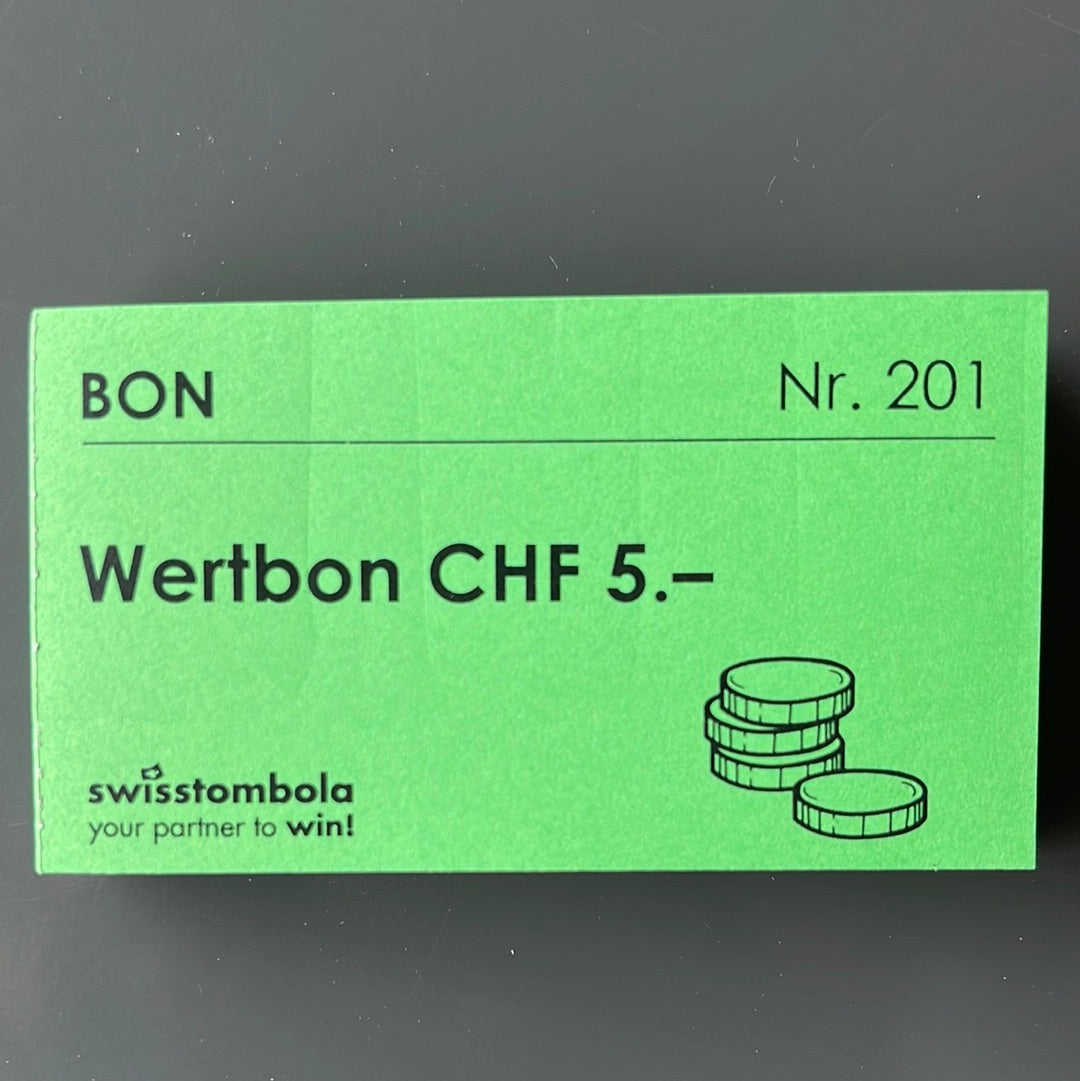 BON
Nr. 201
Wertbon CHF 5.–
swisstombola
your partner to win!